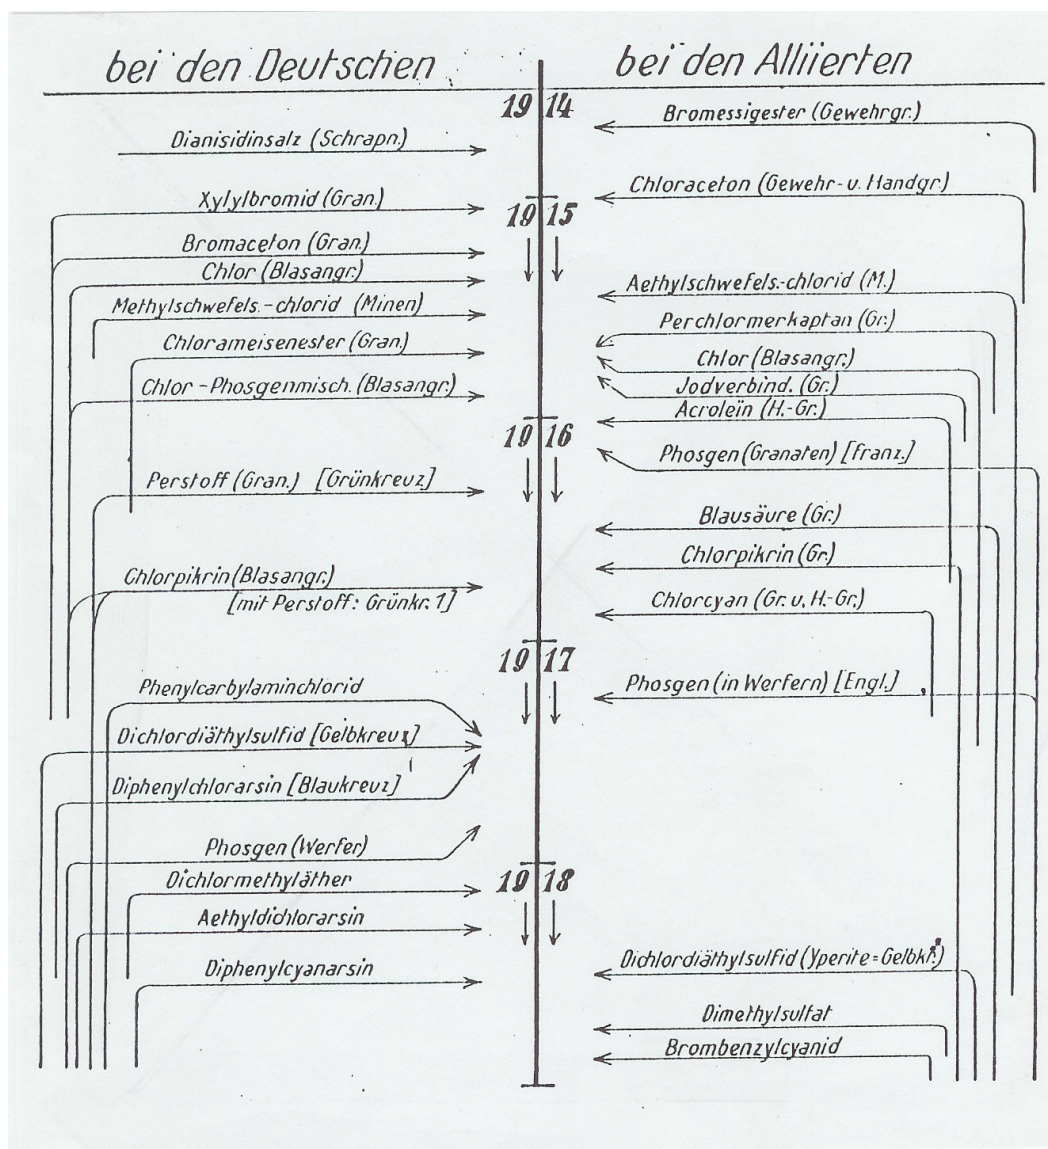 bei den Deutschen
bei den Alliierten
19 14
Bromessigester (Gewehrgr.)
Dianisidinsalz (Schrapn.)
Chloraceton (Gewehr- u. Handgr.)
Xylylbromid (Gran.)
19 15
Bromaceton (Gran.)
Chlor (Blasangr.)
Aethylschwefels.-chlorid (M.)
Methylschwefels.-chlorid (Minen)
Perchlormerkaptan (Gr.)
Chlorameisenester (Gran.)
Chlor (Blasangr.)
Chlor-Phosgenmisch. (Blasangr.)
Jodverbind. (Gr.)
Acroleïn (H.-Gr.)
19 16
Phosgen (Granaten) [franz.]
Perstoff (Gran.) [Grünkreuz]
Blausäure (Gr.)
Chlorpikrin (Gr.)
Chlorpikrin (Blasangr.)
[mit Perstoff: Grünkr. 1]
Chlorcyan (Gr. u. H.-Gr.)
19 17
Phenylcarbylaminchlorid
Phosgen (in Werfern) [Engl.]
Dichlordiäthylsulfid [Gelbkreuz]
Diphenylchlorarsin [Blaukreuz]
Phosgen (Werfer)
19 18
Dichlormethyläther
Aethyldichlorarsin
Dichlordiäthylsulfid (Yperite = Gelbkr.)
Diphenylcyanarsin
Dimethylsulfat
Brombenzylcyanid